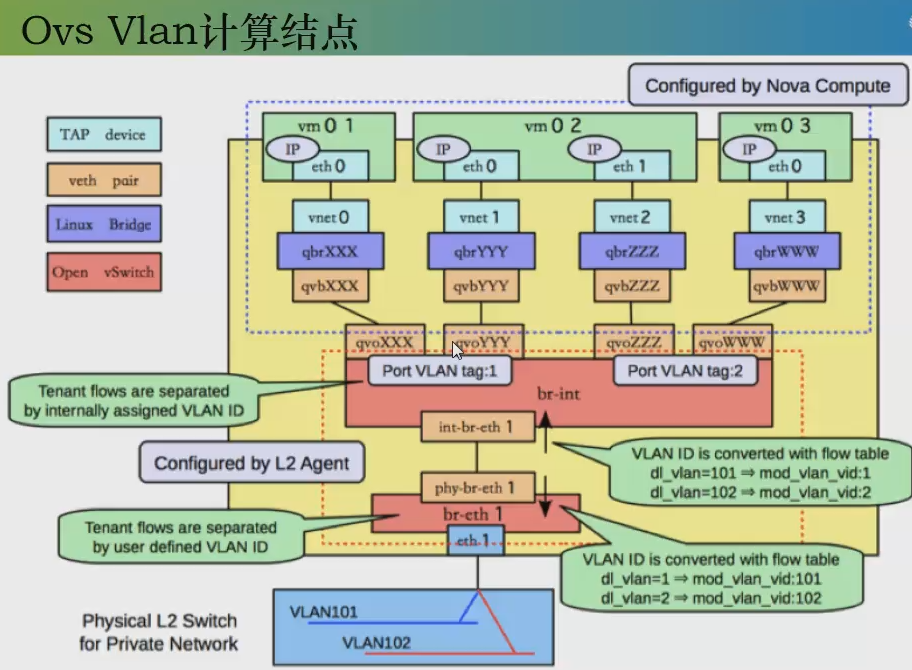 Ovs Vlan计算结点
Configured by Nova Compute
TAP device
veth pair
Linux Bridge
Open vSwitch
vm 0 1
vm 0 2
vm 0 3
IP
IP
IP
IP
eth 0
eth 0
eth 1
eth 0
vnet 0
vnet 1
vnet 2
vnet 3
qbrXXX
qbrYYY
qbrZZZ
qbrWWW
qvbXXX
qvbYYY
qvbZZZ
qvbWWW
qvoXXX
qvoYYY
qvoZZZ
qvoWWW
Port VLAN tag:1
Port VLAN tag:2
br-int
Tenant flows are separated
by internally assigned VLAN ID
int-br-eth 1
Configured by L2 Agent
VLAN ID is converted with flow table
dl_vlan=101 ⇒ mod_vlan_vid:1
dl_vlan=102 ⇒ mod_vlan_vid:2
phy-br-eth 1
br-eth 1
Tenant flows are separated
by user defined VLAN ID
eth 1
VLAN ID is converted with flow table
dl_vlan=1 ⇒ mod_vlan_vid:101
dl_vlan=2 ⇒ mod_vlan_vid:102
Physical L2 Switch
for Private Network
VLAN101
VLAN102